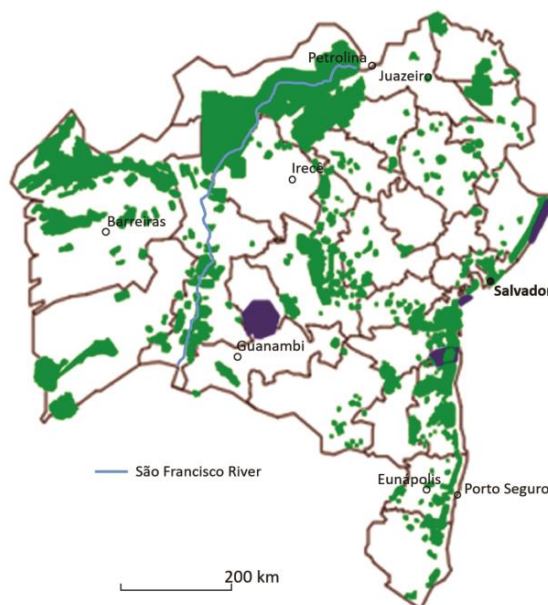 Petrolina
Juazeiro
Irecê
Barreiras
Salvador
Guanambi
São Francisco River
Eunápolis
Porto Seguro
200 km